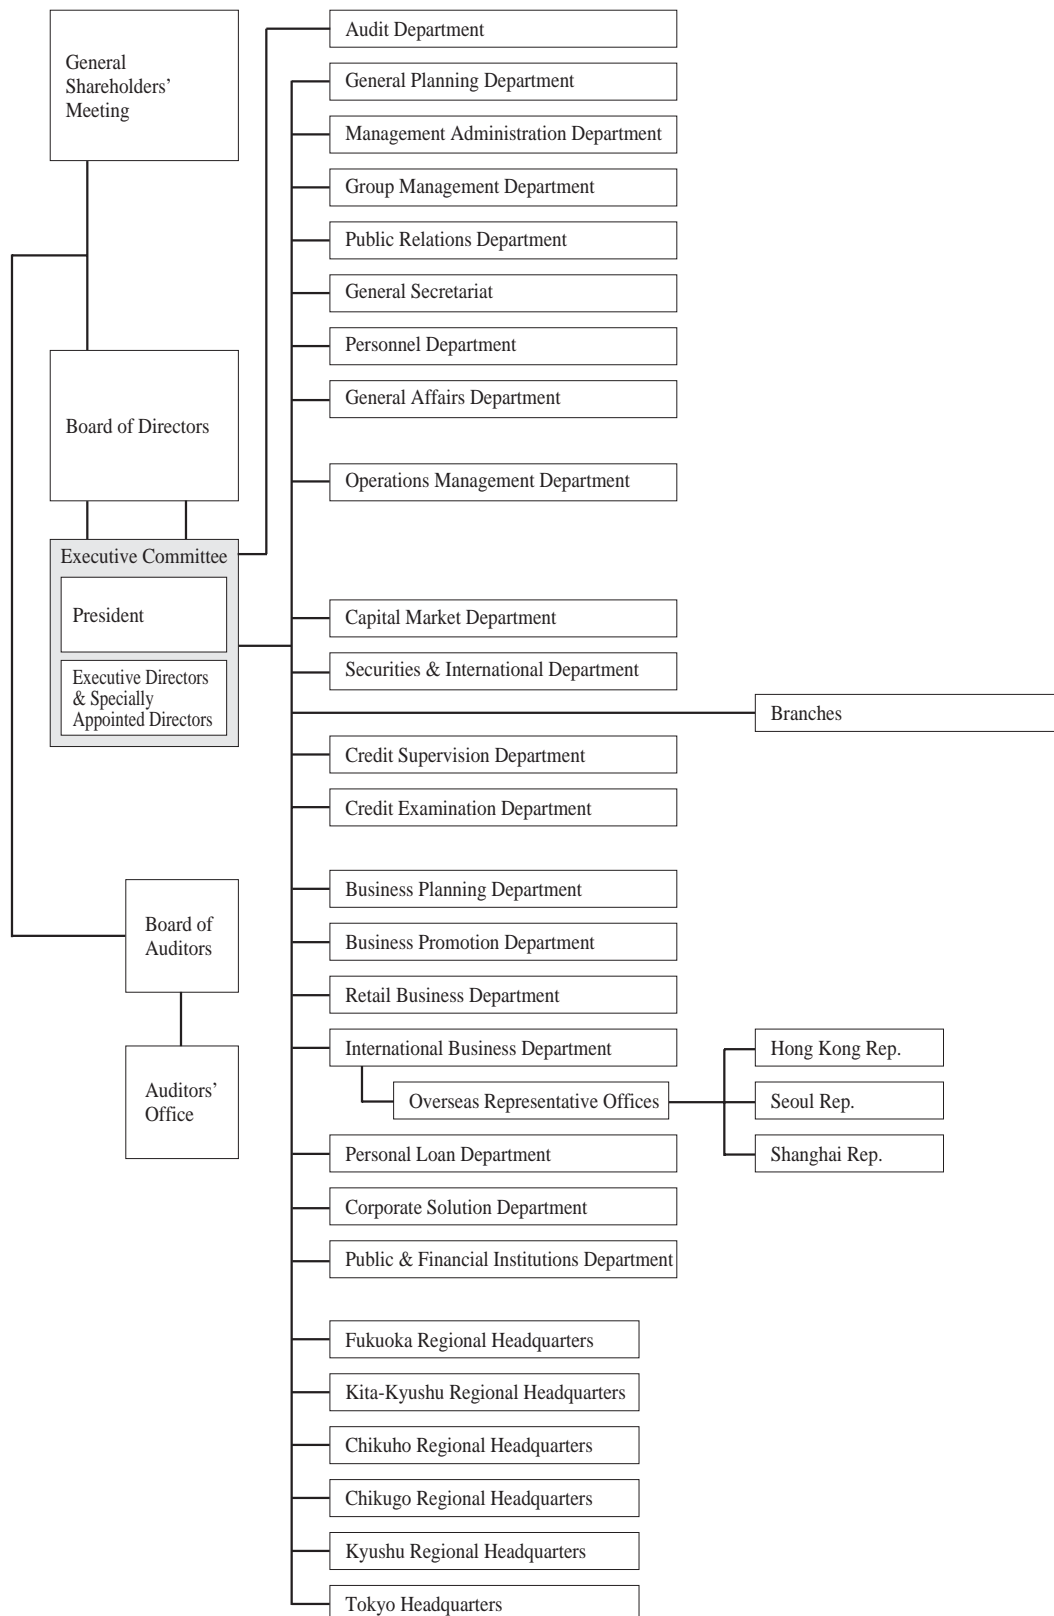 General
Shareholders’
Meeting
Board of Directors
Executive Committee
President
Executive Directors
& Specially
Appointed Directors
Board of
Auditors
Auditors’
Office
Audit Department
General Planning Department
Management Administration Department
Group Management Department
Public Relations Department
General Secretariat
Personnel Department
General Affairs Department
Operations Management Department
Capital Market Department
Securities & International Department
Branches
Credit Supervision Department
Credit Examination Department
Business Planning Department
Business Promotion Department
Retail Business Department
International Business Department
Overseas Representative Offices
Hong Kong Rep.
Seoul Rep.
Shanghai Rep.
Personal Loan Department
Corporate Solution Department
Public & Financial Institutions Department
Fukuoka Regional Headquarters
Kita-Kyushu Regional Headquarters
Chikuho Regional Headquarters
Chikugo Regional Headquarters
Kyushu Regional Headquarters
Tokyo Headquarters